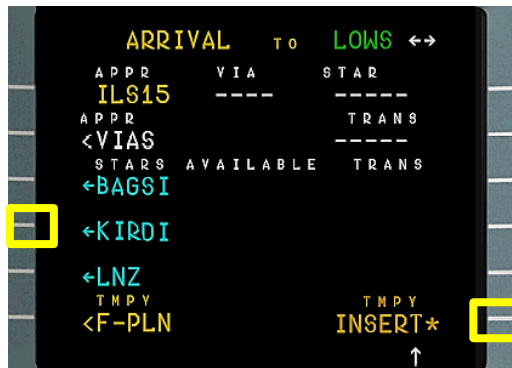 ARRIVAL TO LOWS ↔
APPR VIA STAR
ILS15 ---- -----
APPR TRANS
<VIAS -----
STARS AVAILABLE TRANS
←BAGSI
←KIRDI
←LNZ
TMPY TMPY
<F-PLN INSERT*
↑